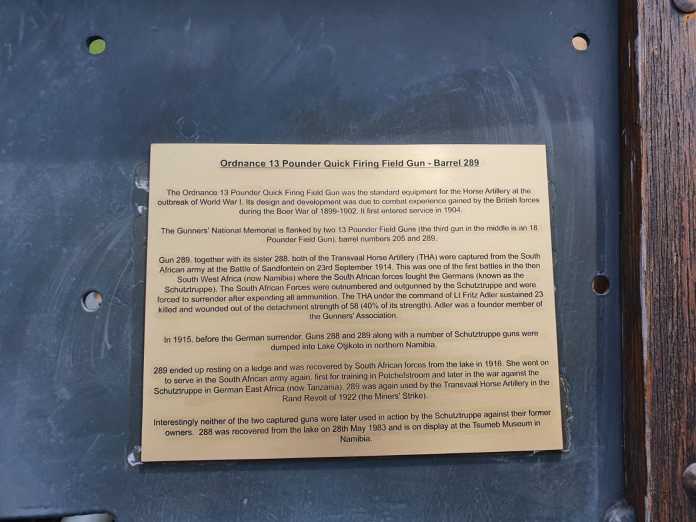 Ordnance 13 Pounder Quick Firing Field Gun - Barrel 289
The Ordnance 13 Pounder Quick Firing Field Gun was the standard equipment for the Horse Artillery at the
outbreak of World War I. Its design and development was due to combat experience gained by the British forces
during the Boer War of 1899-1902. It first entered service in 1904.
The Gunners' National Memorial is flanked by two 13 Pounder Field Guns (the third gun in the middle is an 18
Pounder Field Gun), barrel numbers 205 and 289.
Gun 289, together with its sister 288, both of the Transvaal Horse Artillery (THA) were captured from the South
African army at the Battle of Sandfontein on 23rd September 1914. This was one of the first battles in the then
South West Africa (now Namibia) where the South African forces fought the Germans (known as the
Schutztruppe). The South African Forces were outnumbered and outgunned by the Schutztruppe and were
forced to surrender after expending all ammunition. The THA under the command of Lt Fritz Adler sustained 23
killed and wounded out of the detachment strength of 58 (40% of its strength). Adler was a founder member of
the Gunners' Association.
In 1915, before the German surrender, Guns 288 and 289 along with a number of Schutztruppe guns were
dumped into Lake Otjikoto in northern Namibia.
289 ended up resting on a ledge and was recovered by South African forces from the lake in 1916. She went on
to serve in the South African army again, first for training in Potchefstroom and later in the war against the
Schutztruppe in German East Africa (now Tanzania). 289 was again used by the Transvaal Horse Artillery in the
Rand Revolt of 1922 (the Miners' Strike).
Interestingly neither of the two captured guns were later used in action by the Schutztruppe against their former
owners. 288 was recovered from the lake on 28th May 1983 and is on display at the Tsumeb Museum in
Namibia.